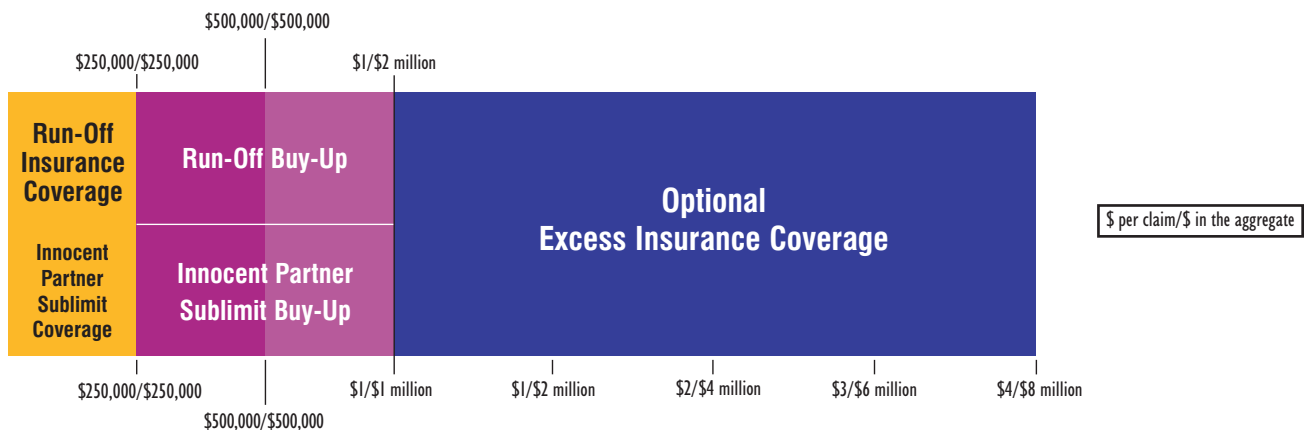 $500,000/$500,000
$250,000/$250,000
$1/$2 million
Run-Off
Insurance
Coverage
Run-Off Buy-Up
Innocent
Partner
Sublimit
Coverage
Innocent Partner
Sublimit Buy-Up
Optional
Excess Insurance Coverage
$ per claim/$ in the aggregate
$250,000/$250,000
$1/$1 million
$1/$2 million
$2/$4 million
$3/$6 million
$4/$8 million
$500,000/$500,000